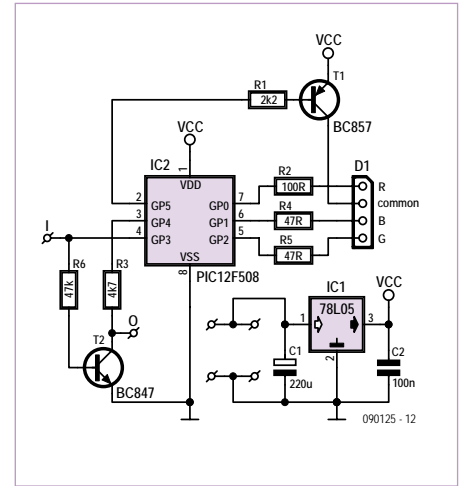 VCC
T1
R1
2k2
BC857
VCC
IC2
1
VDD
R2
100R
D1
R
common
B
G
2
GP5
GP0
7
3
GP4
GP1
6
R4
47R
4
GP3
GP2
5
R5
47R
VSS
8
PIC12F508
I
R6
47k
R3
4k7
O
T2
BC847
IC1
VCC
1
78L05
3
2
C1
220u
C2
100n
090125 - 12